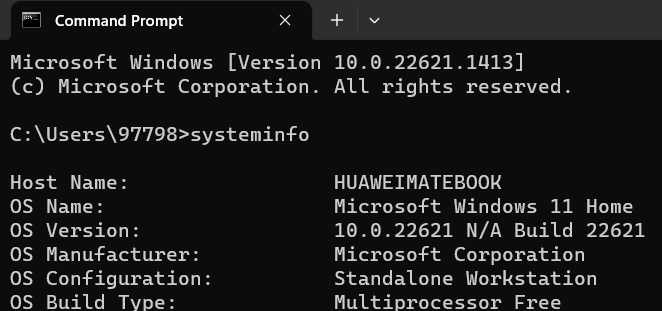 Command Prompt
Microsoft Windows [Version 10.0.22621.1413]
(c) Microsoft Corporation. All rights reserved.
C:\Users\97798>systeminfo
Host Name: HUAWEIMATEBOOK
OS Name: Microsoft Windows 11 Home
OS Version: 10.0.22621 N/A Build 22621
OS Manufacturer: Microsoft Corporation
OS Configuration: Standalone Workstation
OS Build Type: Multiprocessor Free